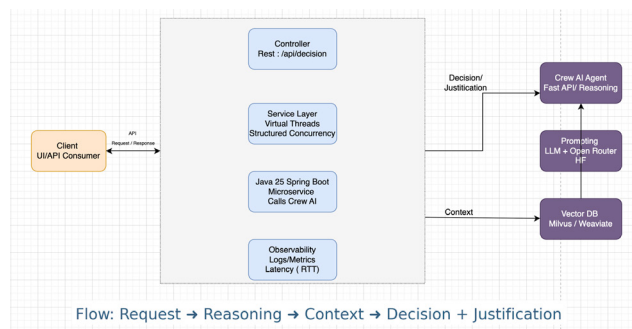 Controller
Rest : /api/decision
Service Layer
Virtual Threads
Structured Concurrency
Java 25 Spring Boot
Microservice
Calls Crew AI
Observability
Logs/Metrics
Latency ( RTT)
Client
UI/API Consumer
API
Request / Response
Decision/
Justification
Context
Crew AI Agent
Fast API/ Reasoning
Prompting
LLM + Open Router
HF
Vector DB
Milvus / Weaviate
Flow: Request ➜ Reasoning ➜ Context ➜ Decision + Justification